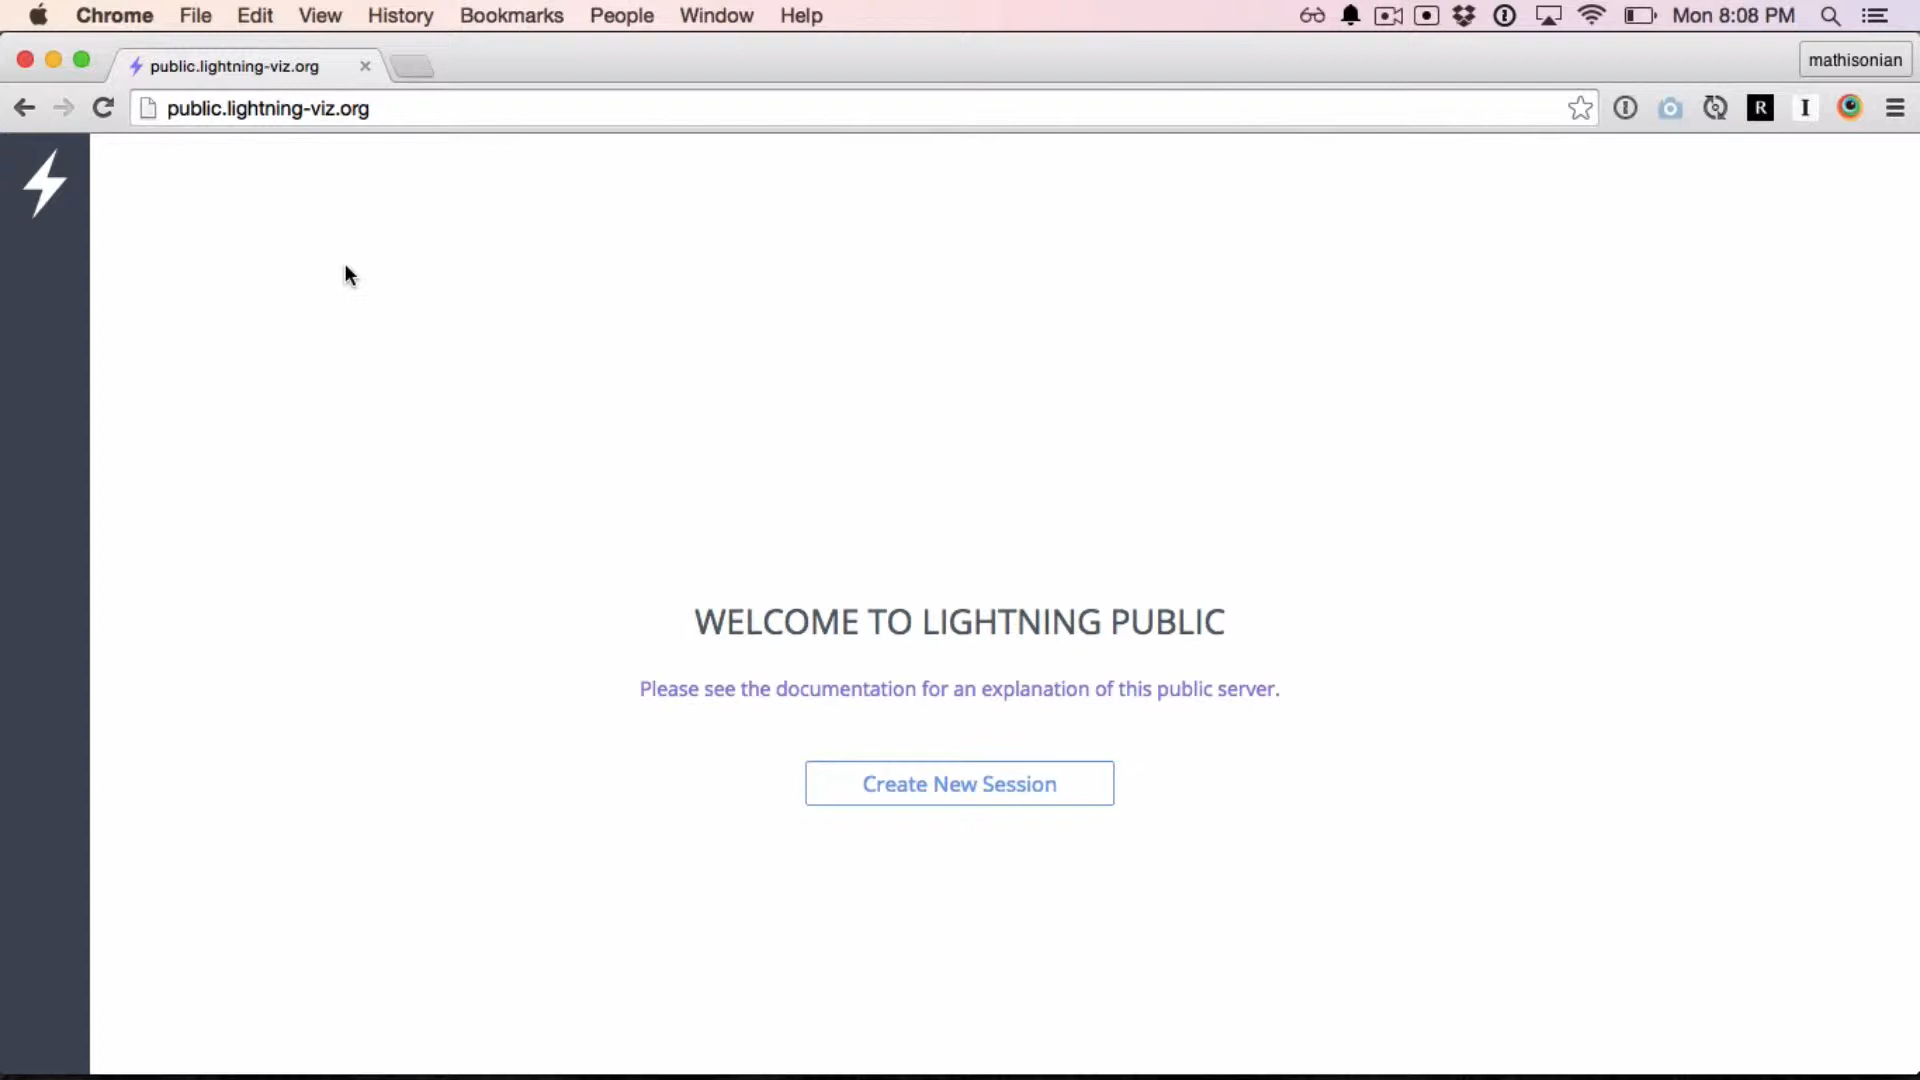 Chrome File Edit View History Bookmarks People Window Help Mon 8:08 PM
public.lightning-viz.org mathisonian
public.lightning-viz.org R I
WELCOME TO LIGHTNING PUBLIC
Please see the documentation for an explanation of this public server.
Create New Session